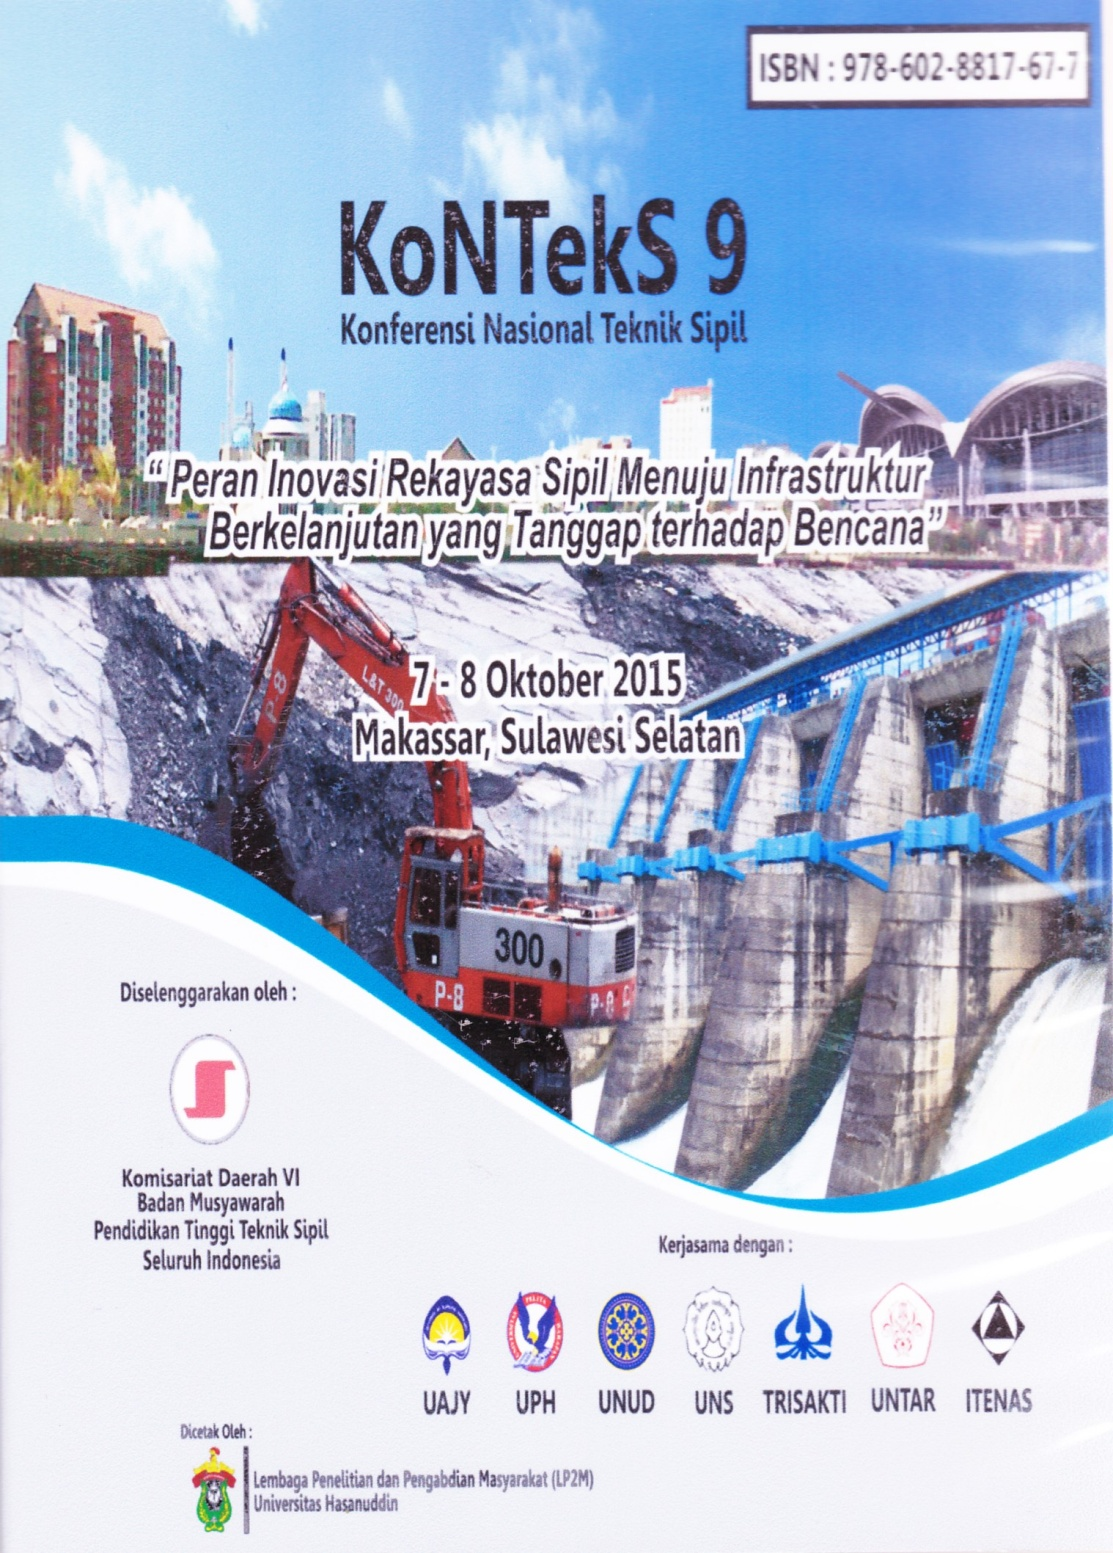 ISBN : 978-602-8817-67-7
KoNTekS 9
Konferensi Nasional Teknik Sipil
“ Peran Inovasi Rekayasa Sipil Menuju Infrastruktur
Berkelanjutan yang Tanggap terhadap Bencana”
7 - 8 Oktober 2015
Makassar, Sulawesi Selatan
P-8
L&T 300
300
P-8
P-8
Diselenggarakan oleh :
Komisariat Daerah VI
Badan Musyawarah
Pendidikan Tinggi Teknik Sipil
Seluruh Indonesia
Kerjasama dengan :
UAJY UPH UNUD UNS TRISAKTI UNTAR ITENAS
Dicetak Oleh :
Lembaga Penelitian dan Pengabdian Masyarakat (LP2M)
Universitas Hasanuddin